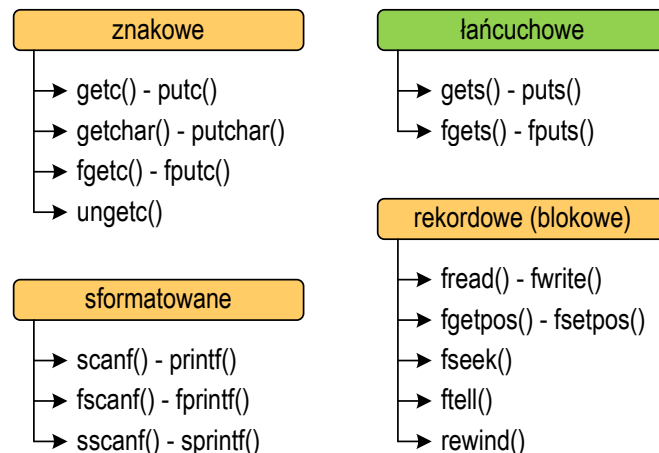 znakowe
getc() - putc()
getchar() - putchar()
fgetc() - fputc()
ungetc()
sformatowane
scanf() - printf()
fscanf() - fprintf()
sscanf() - sprintf()
łańcuchowe
gets() - puts()
fgets() - fputs()
rekordowe (blokowe)
fread() - fwrite()
fgetpos() - fsetpos()
fseek()
ftell()
rewind()